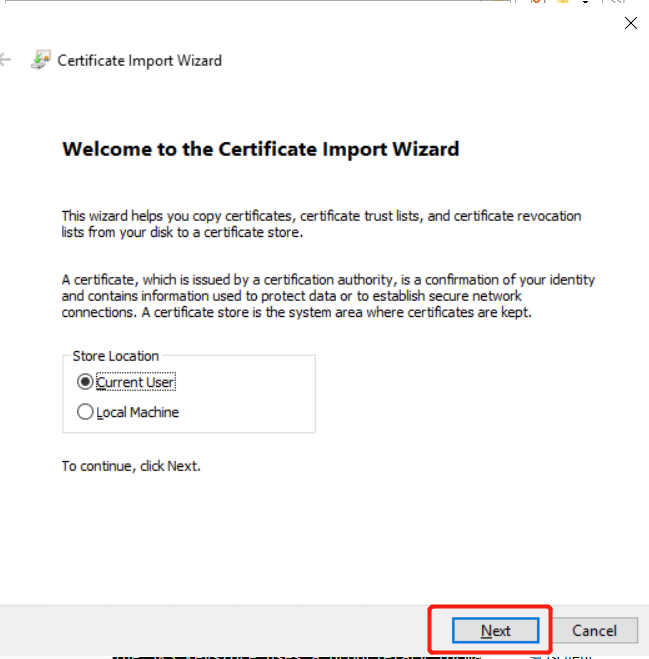 Certificate Import Wizard
Welcome to the Certificate Import Wizard
This wizard helps you copy certificates, certificate trust lists, and certificate revocation
lists from your disk to a certificate store.
A certificate, which is issued by a certification authority, is a confirmation of your identity
and contains information used to protect data or to establish secure network
connections. A certificate store is the system area where certificates are kept.
Store Location
Current User
Local Machine
To continue, click Next.
Next
Cancel